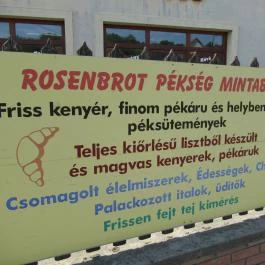 ROSENBROT PÉKSÉG MINTAB
Friss kenyér, finom pékáru és helyben
péksütemények
Teljes kiőrlésű lisztből készült
és magvas kenyerek, pékáruk
Csomagolt élelmiszerek, Édességek, Ch
Palackozott italok, üdítők
Frissen fejt tej kimérés